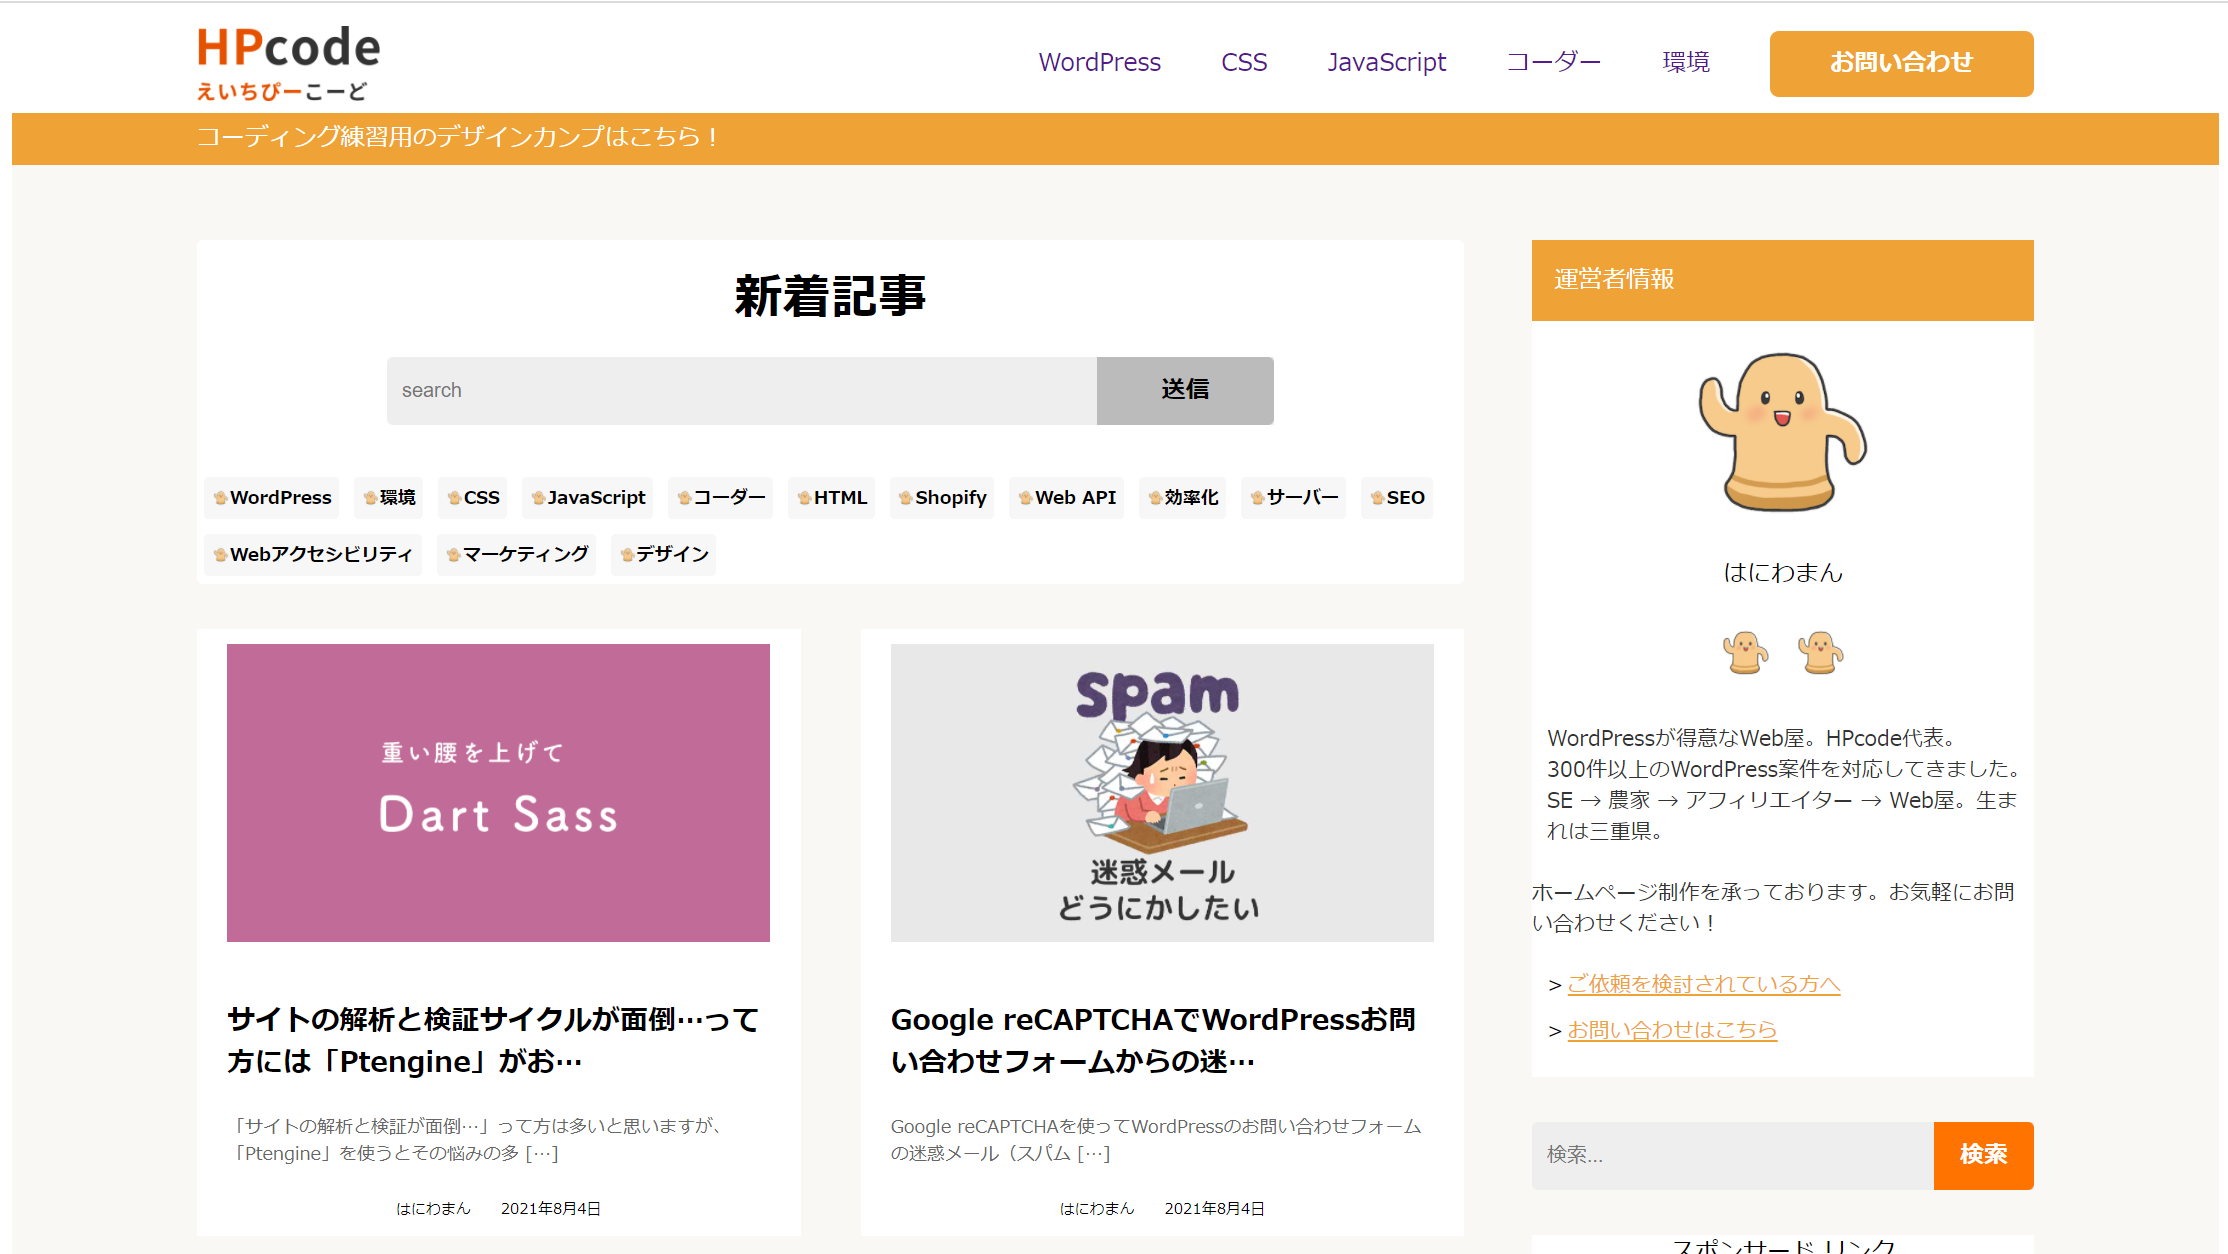 HPcode
えいちぴーこーど
WordPress
CSS
JavaScript
コーダー
環境
お問い合わせ
コーディング練習用のデザインカンプはこちら！
新着記事
search
送信
WordPress
環境
CSS
JavaScript
コーダー
HTML
Shopify
Web API
効率化
サーバー
SEO
Webアクセシビリティ
マーケティング
デザイン
重い腰を上げて
Dart Sass
サイトの解析と検証サイクルが面倒…って
方には「Ptengine」がお…
「サイトの解析と検証が面倒…」って方は多いと思いますが、
「Ptengine」を使うとその悩みの多 […]
はにわまん
2021年8月4日
spam
迷惑メール
どうにかしたい
Google reCAPTCHAでWordPressお問
い合わせフォームからの迷…
Google reCAPTCHAを使ってWordPressのお問い合わせフォーム
の迷惑メール（スパム […]
はにわまん
2021年8月4日
運営者情報
はにわまん
WordPressが得意なWeb屋。HPcode代表。
300件以上のWordPress案件を対応してきました。
SE → 農家 → アフィリエイター → Web屋。生ま
れは三重県。
ホームページ制作を承っております。お気軽にお問
い合わせください！
> ご依頼を検討されている方へ
> お問い合わせはこちら
検索…
検索
スポンサード リンク